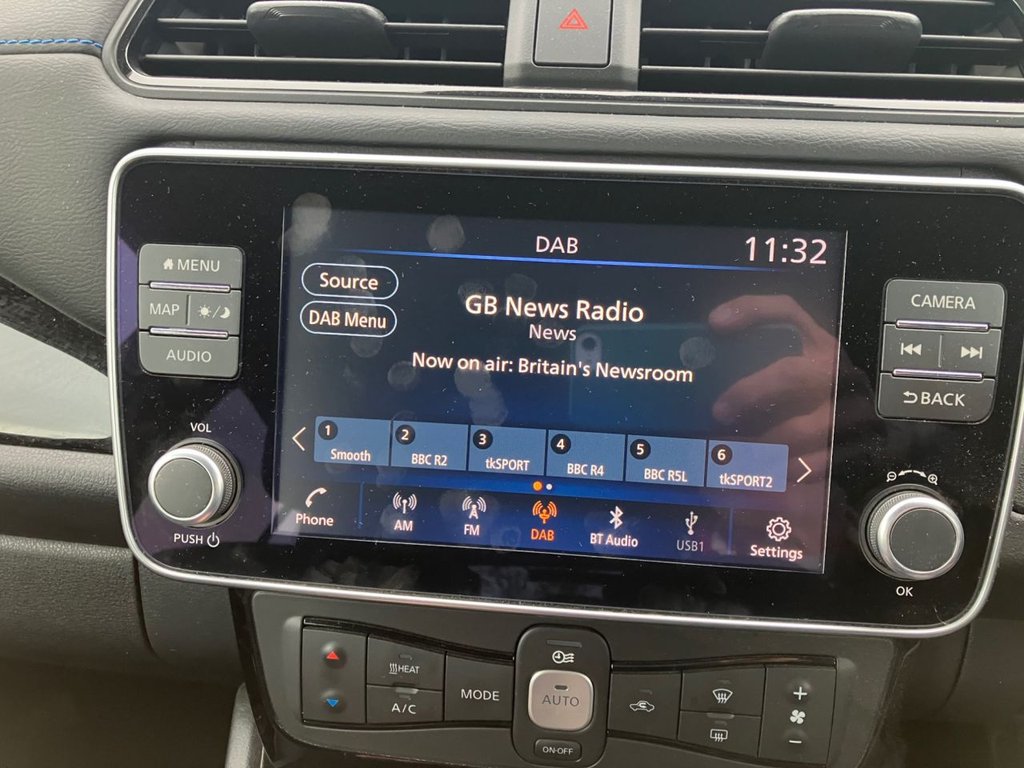 DAB
11:32
Source
DAB Menu
GB News Radio
News
Now on air: Britain's Newsroom
1 Smooth
2 BBC R2
3 tkSPORT
4 BBC R4
5 BBC R5L
6 tkSPORT2
Phone
AM
FM
DAB
BT Audio
USB1
Settings
MENU
MAP
AUDIO
VOL
PUSH
CAMERA
BACK
OK
HEAT
A/C
MODE
AUTO
ON·OFF
+
−